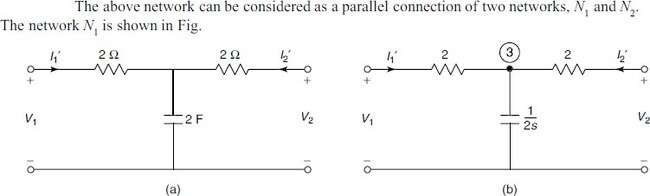 The above network can be considered as a parallel connection of two networks, N₁ and N₂.
The network N₁ is shown in Fig.
I₁′ 2 Ω 2 Ω I₂′
+ +
V₁ 2 F V₂
− −
(a)
I₁′ 2 3 2 I₂′
+ +
V₁ 1/2s V₂
− −
(b)